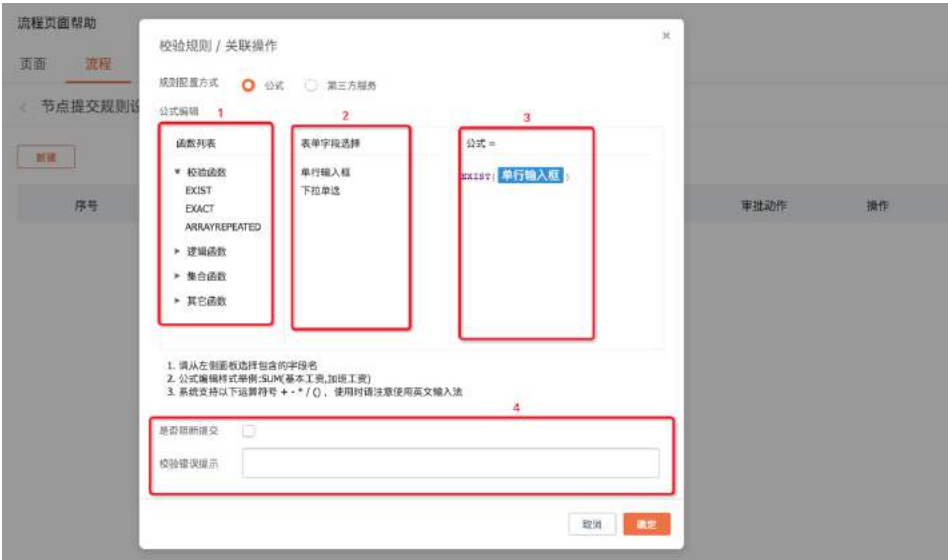 流程页面帮助
页面 流程
节点提交规则设
新建
序号 审批动作 操作
校验规则 / 关联操作
规则配置方式 公式 第三方服务
公式编辑 1 2 3
函数列表 表单字段选择 公式 =
校验函数 单行输入框 EXIST( 单行输入框 )
EXIST 下拉单选
EXACT
ARRAYREPEATED
逻辑函数
集合函数
其它函数
1. 请从左侧面板选择包含的字段名
2. 公式编辑样式举例:SUM(基本工资,加班工资)
3. 系统支持以下运算符号 + - * / () ，使用时请注意使用英文输入法
4
是否阻断提交
校验错误提示
取消 确定